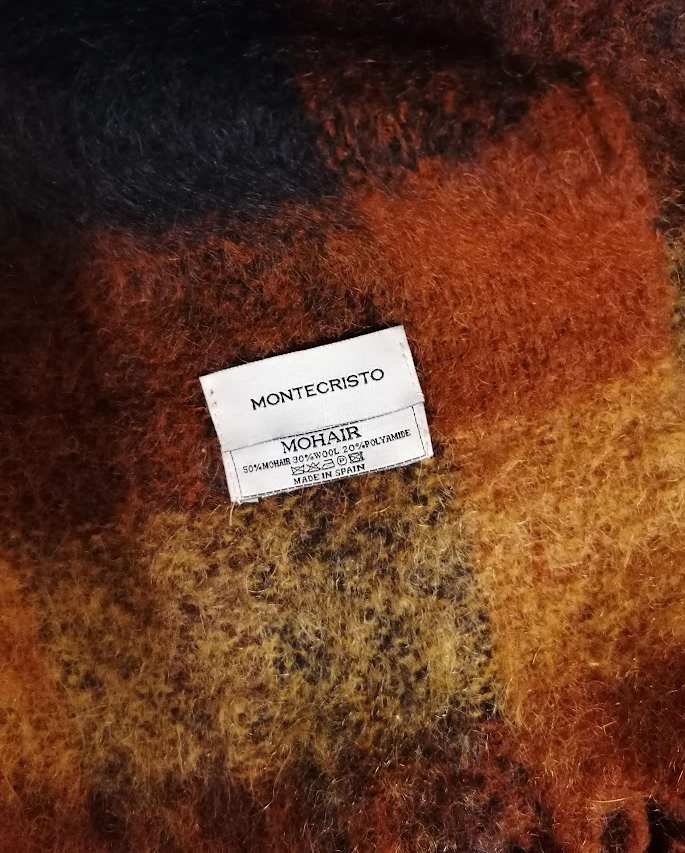 MONTECRISTO
MOHAIR
50%MOHAIR 30%WOOL 20%POLYAMIDE
MADE IN SPAIN